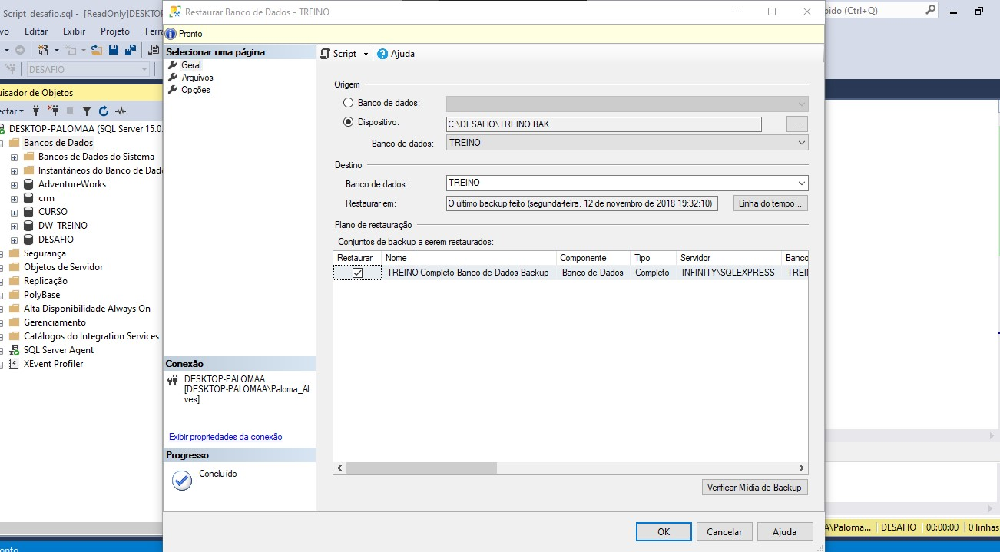 Script_desafio.sql - [ReadOnly]DESKTO
Restaurar Banco de Dados - TREINO
(Ctrl+Q)
Editar Exibir Projeto
DESAFIO
Objetos
DESKTOP-PALOMAA (SQL Server 15.0.
Bancos de Dados
Bancos de Dados do Sistema
Instantâneos do Banco de Dado
AdventureWorks
crm
CURSO
DW_TREINO
DESAFIO
Segurança
Objetos de Servidor
Replicação
PolyBase
Alta Disponibilidade Always On
Gerenciamento
Catálogos do Integration Services
SQL Server Agent
XEvent Profiler
Pronto
Selecionar uma página
Geral
Arquivos
Opções
Conexão
DESKTOP-PALOMAA
[DESKTOP-PALOMAA\Paloma_Al
ves]
Exibir propriedades da conexão
Progresso
Concluído
Script Ajuda
Origem
Banco de dados:
Dispositivo: C:\DESAFIO\TREINO.BAK ...
Banco de dados: TREINO
Destino
Banco de dados: TREINO
Restaurar em: O último backup feito (segunda-feira, 12 de novembro de 2018 19:32:10) Linha do tempo...
Plano de restauração
Conjuntos de backup a serem restaurados:
Restaurar Nome Componente Tipo Servidor Banco
TREINO-Completo Banco de Dados Backup Banco de Dados Completo INFINITY\SQLEXPRESS TREI
Verificar Mídia de Backup
OK Cancelar Ajuda
A\Paloma... DESAFIO 00:00:00 0 linhas